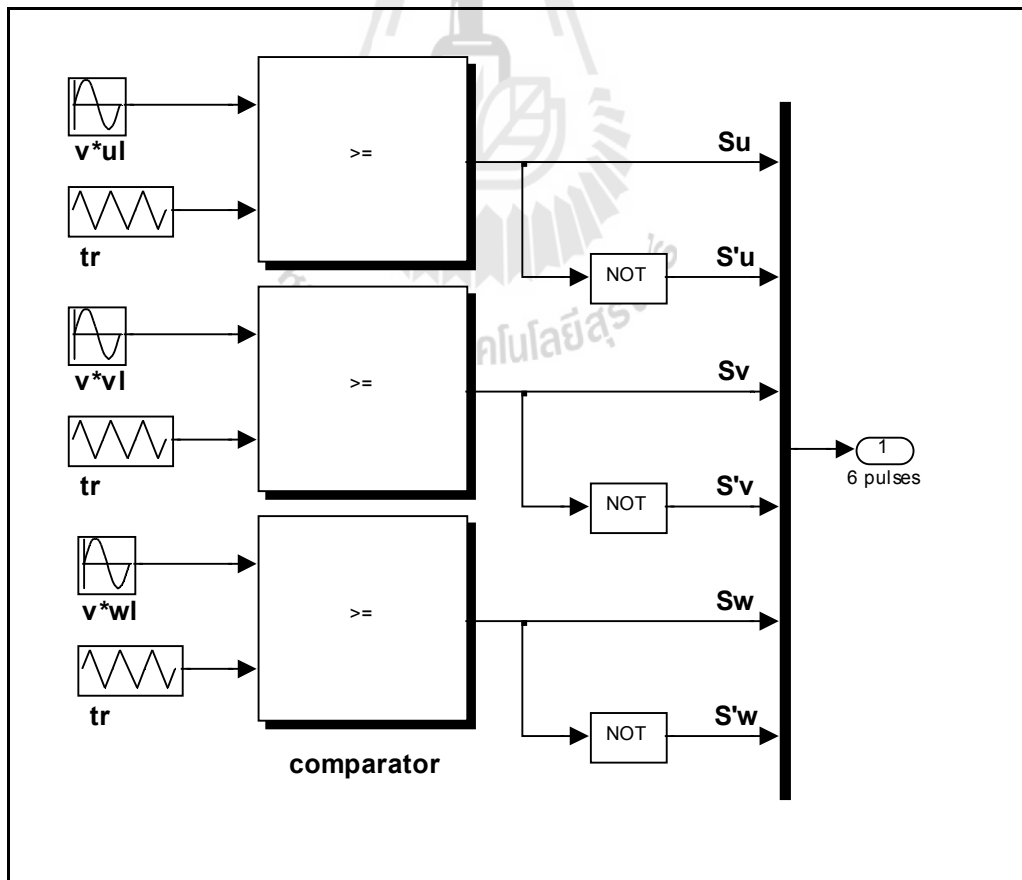 v*ul
>=
Su
tr
S'u
NOT
v*vl
>=
Sv
tr
S'v
NOT
v*wl
>=
Sw
tr
S'w
NOT
comparator
1
6 pulses